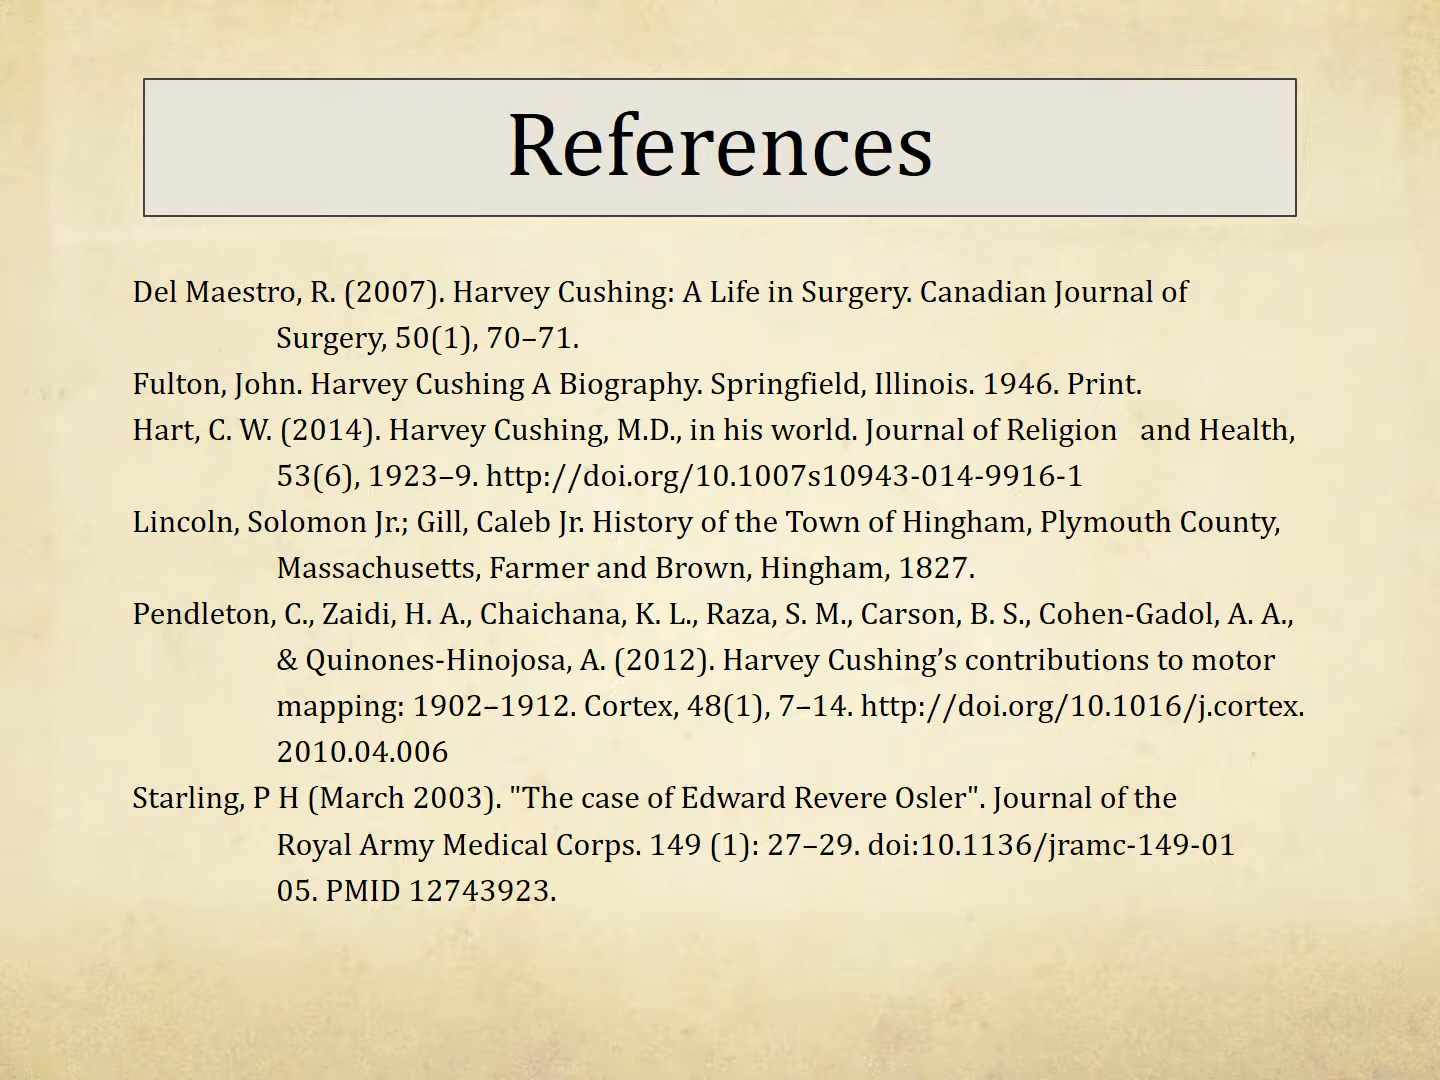 References
Del Maestro, R. (2007). Harvey Cushing: A Life in Surgery. Canadian Journal of
Surgery, 50(1), 70–71.
Fulton, John. Harvey Cushing A Biography. Springfield, Illinois. 1946. Print.
Hart, C. W. (2014). Harvey Cushing, M.D., in his world. Journal of Religion   and Health,
53(6), 1923–9. http://doi.org/10.1007s10943-014-9916-1
Lincoln, Solomon Jr.; Gill, Caleb Jr. History of the Town of Hingham, Plymouth County,
Massachusetts, Farmer and Brown, Hingham, 1827.
Pendleton, C., Zaidi, H. A., Chaichana, K. L., Raza, S. M., Carson, B. S., Cohen-Gadol, A. A.,
& Quinones-Hinojosa, A. (2012). Harvey Cushing’s contributions to motor
mapping: 1902–1912. Cortex, 48(1), 7–14. http://doi.org/10.1016/j.cortex.
2010.04.006
Starling, P H (March 2003). "The case of Edward Revere Osler". Journal of the
Royal Army Medical Corps. 149 (1): 27–29. doi:10.1136/jramc-149-01
05. PMID 12743923.